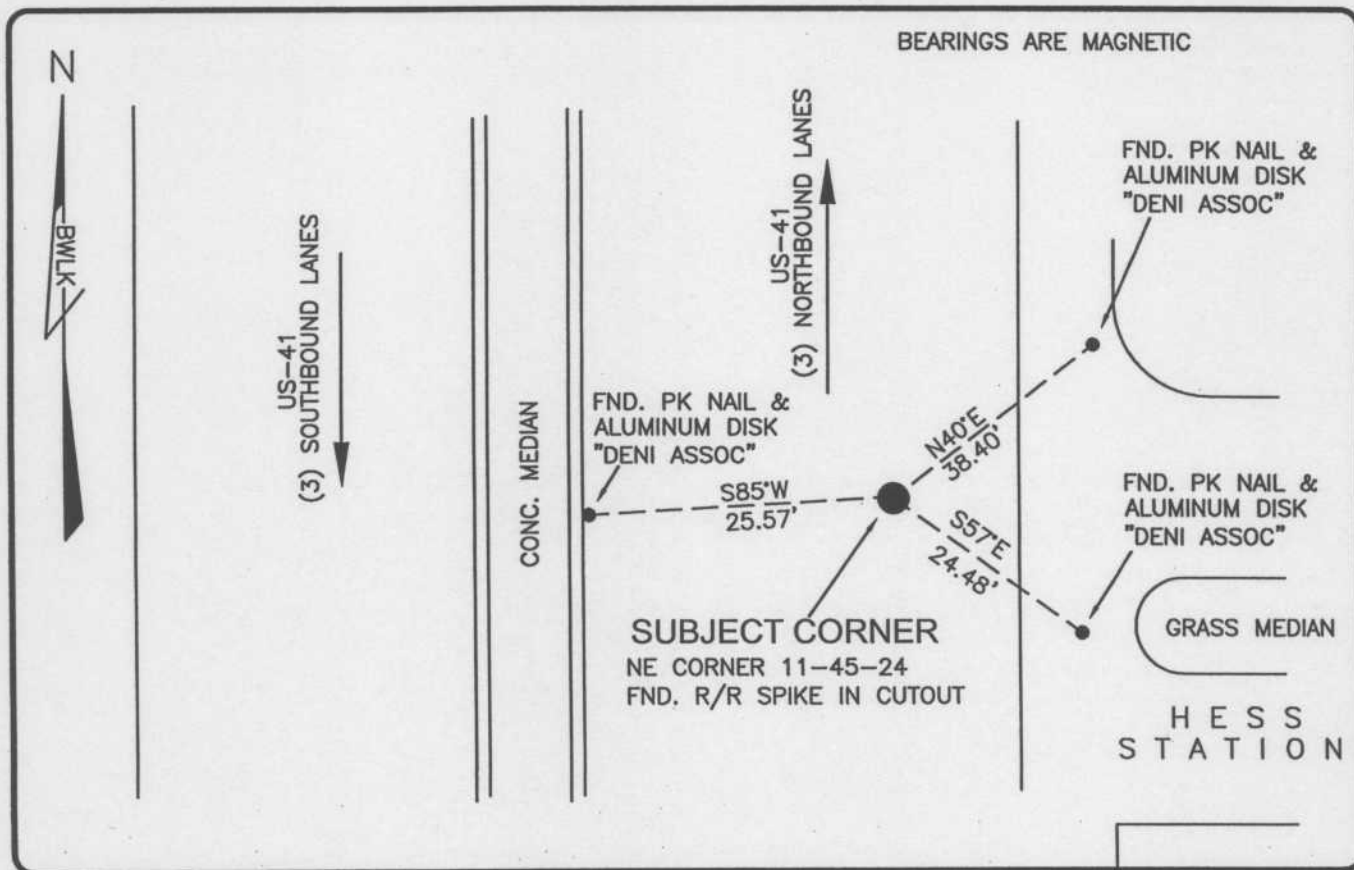 BEARINGS ARE MAGNETIC
N
BWLK
US-41
(3) SOUTHBOUND LANES
CONC. MEDIAN
US-41
(3) NORTHBOUND LANES
FND. PK NAIL &
ALUMINUM DISK
"DENI ASSOC"
FND. PK NAIL &
ALUMINUM DISK
"DENI ASSOC"
N40°E
38.40'
S85°W
25.57'
S57°E
24.48'
FND. PK NAIL &
ALUMINUM DISK
"DENI ASSOC"
SUBJECT CORNER
NE CORNER 11-45-24
FND. R/R SPIKE IN CUTOUT
GRASS MEDIAN
HESS
STATION